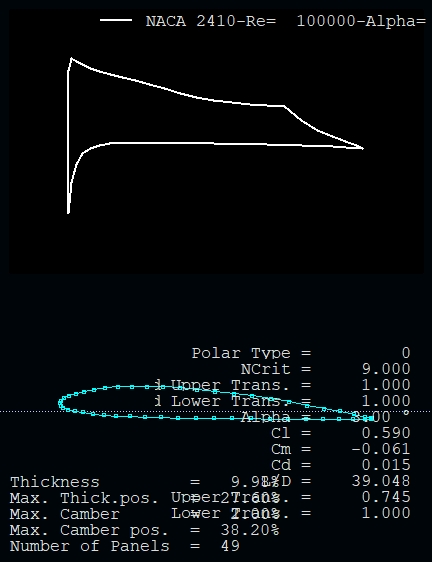 NACA 2410-Re= 100000-Alpha=
Polar Type = 0
NCrit = 9.000
Upper Trans. = 1.000
Lower Trans. = 1.000
Alpha =
Cl = 0.590
Cm = -0.061
Cd = 0.015
L/D = 39.048
Thickness = 9.98%
Max. Thick.pos. = 27.60%
Upper Trans. = 0.745
Max. Camber = 2.00%
Lower Trans. = 1.000
Max. Camber pos. = 38.20%
Number of Panels = 49